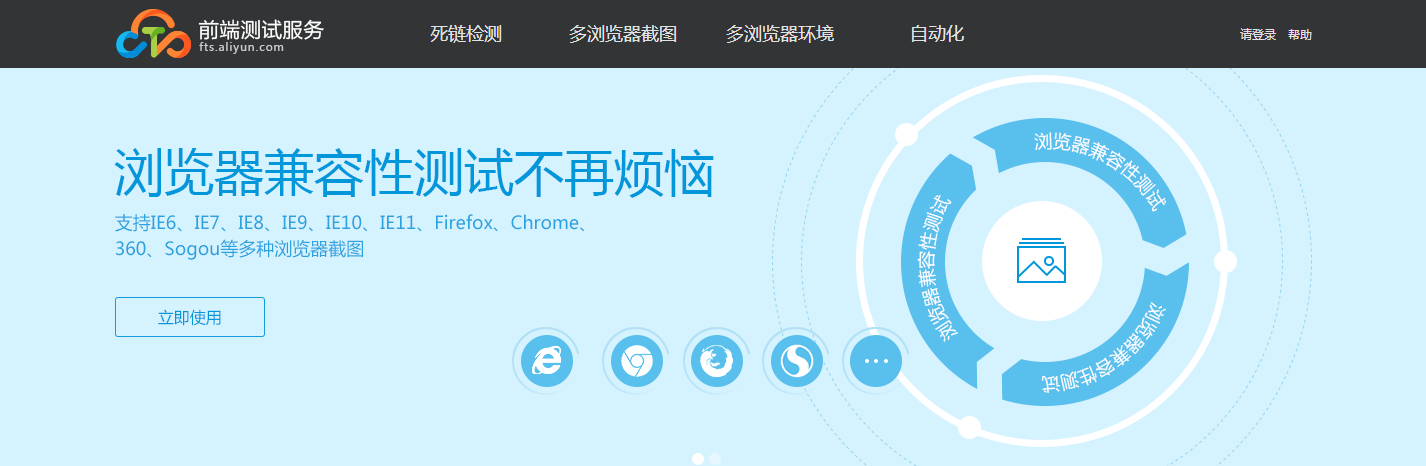 前端测试服务
fts.aliyun.com
死链检测
多浏览器截图
多浏览器环境
自动化
请登录
帮助
浏览器兼容性测试不再烦恼
支持IE6、IE7、IE8、IE9、IE10、IE11、Firefox、Chrome、
360、Sogou等多种浏览器截图
立即使用
浏览器兼容性测试
浏览器兼容性测试
浏览器兼容性测试